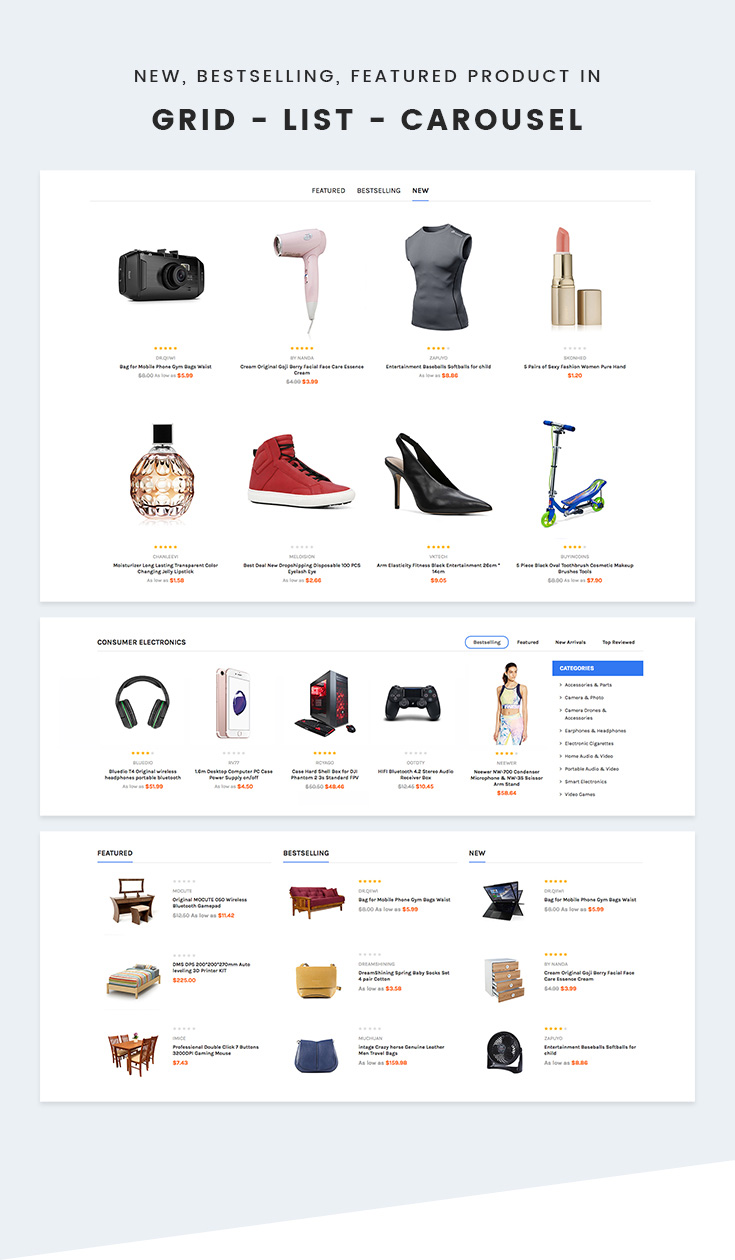 NEW, BESTSELLING, FEATURED PRODUCT IN
GRID - LIST - CAROUSEL
FEATURED BESTSELLING NEW
DR.QIIWI
Bag for Mobile Phone Gym Bags Waist
$8.00 As low as $5.99
BY NANDA
Cream Original Goji Berry Facial Face Care Essence
Cream
$4.99 $3.99
ZAFUYO
Entertainment Baseballs Softballs for child
As low as $8.86
SKONHED
5 Pairs of Sexy Fashion Women Pure Hand
$1.20
CHANLEEVI
Moisturizer Long Lasting Transparent Color
Changing Jelly Lipstick
As low as $1.58
MELDISION
Best Deal New Dropshipping Disposable 100 PCS
Eyelash Eye
As low as $2.66
VKTECH
Arm Elasticity Fitness Black Entertainment 26cm *
14cm
$9.05
BUYINCOINS
5 Piece Black Oval Toothbrush Cosmetic Makeup
Brushes Tools
$8.90 As low as $7.90
CONSUMER ELECTRONICS
Bestselling Featured New Arrivals Top Reviewed
BLUEDIO
Bluedio T4 Original wireless
headphones portable bluetooth
As low as $51.99
RV77
1.6m Desktop Computer PC Case
Power Supply on/off
As low as $4.50
RCYAGO
Case Hard Shell Box for DJI
Phantom 2 3s Standard FPV
$50.50 $49.46
GOTDITY
HIFI Bluetooth 4.2 Stereo Audio
Receiver Box
$12.45 $10.45
NEEWER
Neewer NW-700 Condenser
Microphone & NW-35 Scissor
Arm Stand
$58.64
CATEGORIES
> Accessories & Parts
> Camera & Photo
> Camera Drones &
Accessories
> Earphones & Headphones
> Electronic Cigarettes
> Home Audio & Video
> Portable Audio & Video
> Smart Electronics
> Video Games
FEATURED
MOCUTE
Original MOCUTE 050 Wireless
Bluetooth Gamepad
$12.50 As low as $11.42
DMS DP5 200*200*270mm Auto
leveling 3D Printer KIT
$225.00
IMICE
Professional Double Click 7 Buttons
3200DPI Gaming Mouse
$7.43
BESTSELLING
DR.QIIWI
Bag for Mobile Phone Gym Bags Waist
$8.00 As low as $5.99
DREAMSHINING
DreamShining Spring Baby Socks Set
4 pair Cotton
As low as $3.58
MUCHUAN
intage Crazy horse Genuine Leather
Men Travel Bags
As low as $159.98
NEW
DR.QIIWI
Bag for Mobile Phone Gym Bags Waist
$8.00 As low as $5.99
BY NANDA
Cream Original Goji Berry Facial Face
Care Essence Cream
$4.99 $3.99
ZAFUYO
Entertainment Baseballs Softballs for
child
As low as $8.86